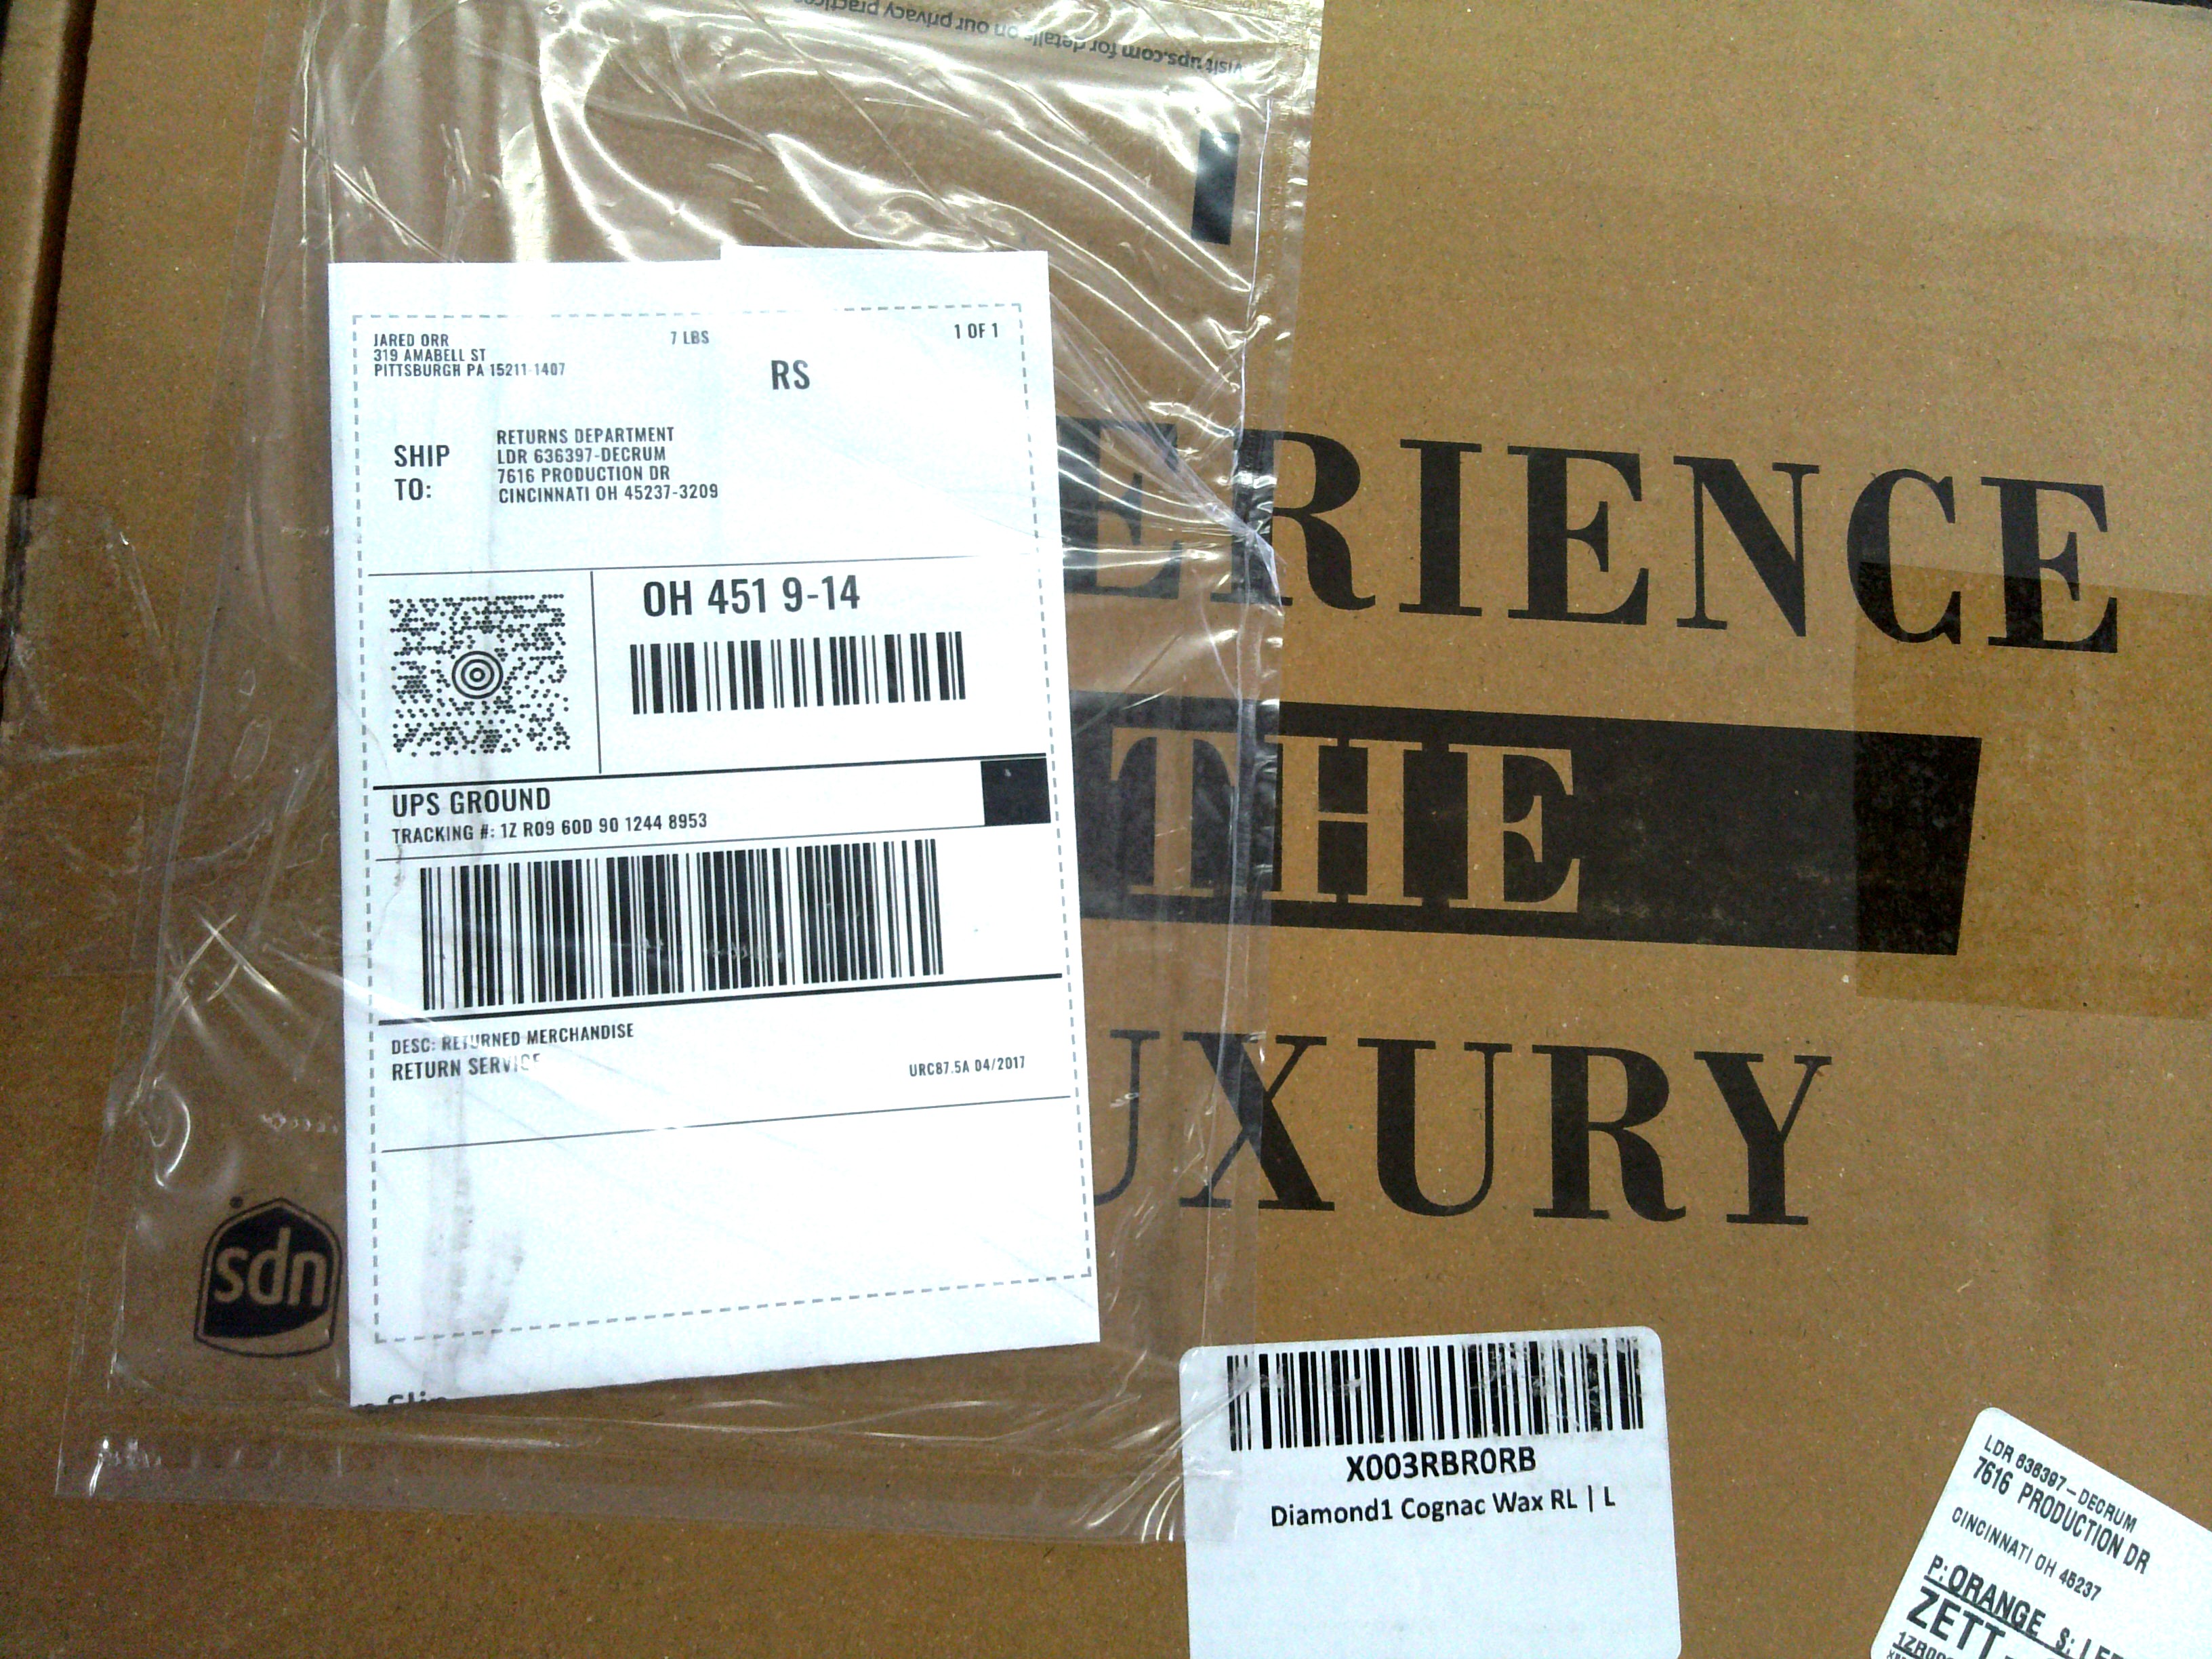 visit ups.com for details on our privacy practices
JARED ORR
319 AMABELL ST
PITTSBURGH PA 15211-1407
7 LBS
1 OF 1
RS
SHIP TO:
RETURNS DEPARTMENT
LDR 636397-DECRUM
7616 PRODUCTION DR
CINCINNATI OH 45237-3209
OH 451 9-14
UPS GROUND
TRACKING #: 1Z R09 60D 90 1244 8953
DESC: RETURNED MERCHANDISE
RETURN SERVICE
URC87.5A 04/2017
ERIENCE
THE
UXURY
sdn
X003RBR0RB
Diamond1 Cognac Wax RL | L
LDR 636397-DECRUM
7616 PRODUCTION DR
CINCINNATI OH 45237
P: ORANGE S:
ZETT